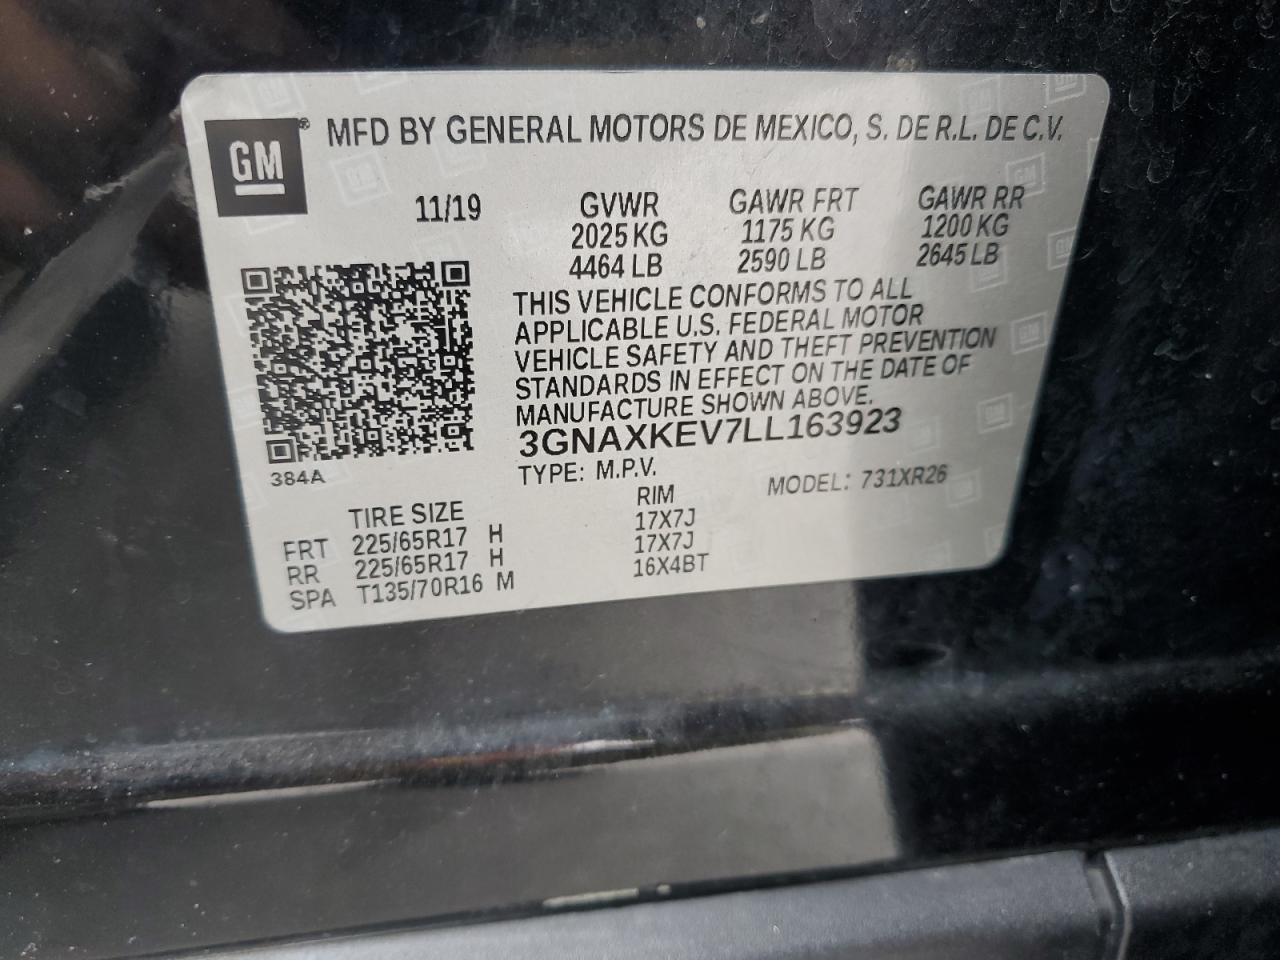 GM ® MFD BY GENERAL MOTORS DE MEXICO, S. DE R.L. DE C.V.
11/19 GVWR GAWR FRT GAWR RR
2025 KG 1175 KG 1200 KG
4464 LB 2590 LB 2645 LB
THIS VEHICLE CONFORMS TO ALL
APPLICABLE U.S. FEDERAL MOTOR
VEHICLE SAFETY AND THEFT PREVENTION
STANDARDS IN EFFECT ON THE DATE OF
MANUFACTURE SHOWN ABOVE.
3GNAXKEV7LL163923
384A TYPE: M.P.V. MODEL: 731XR26
TIRE SIZE RIM
FRT 225/65R17 H 17X7J
RR 225/65R17 H 17X7J
SPA T135/70R16 M 16X4BT